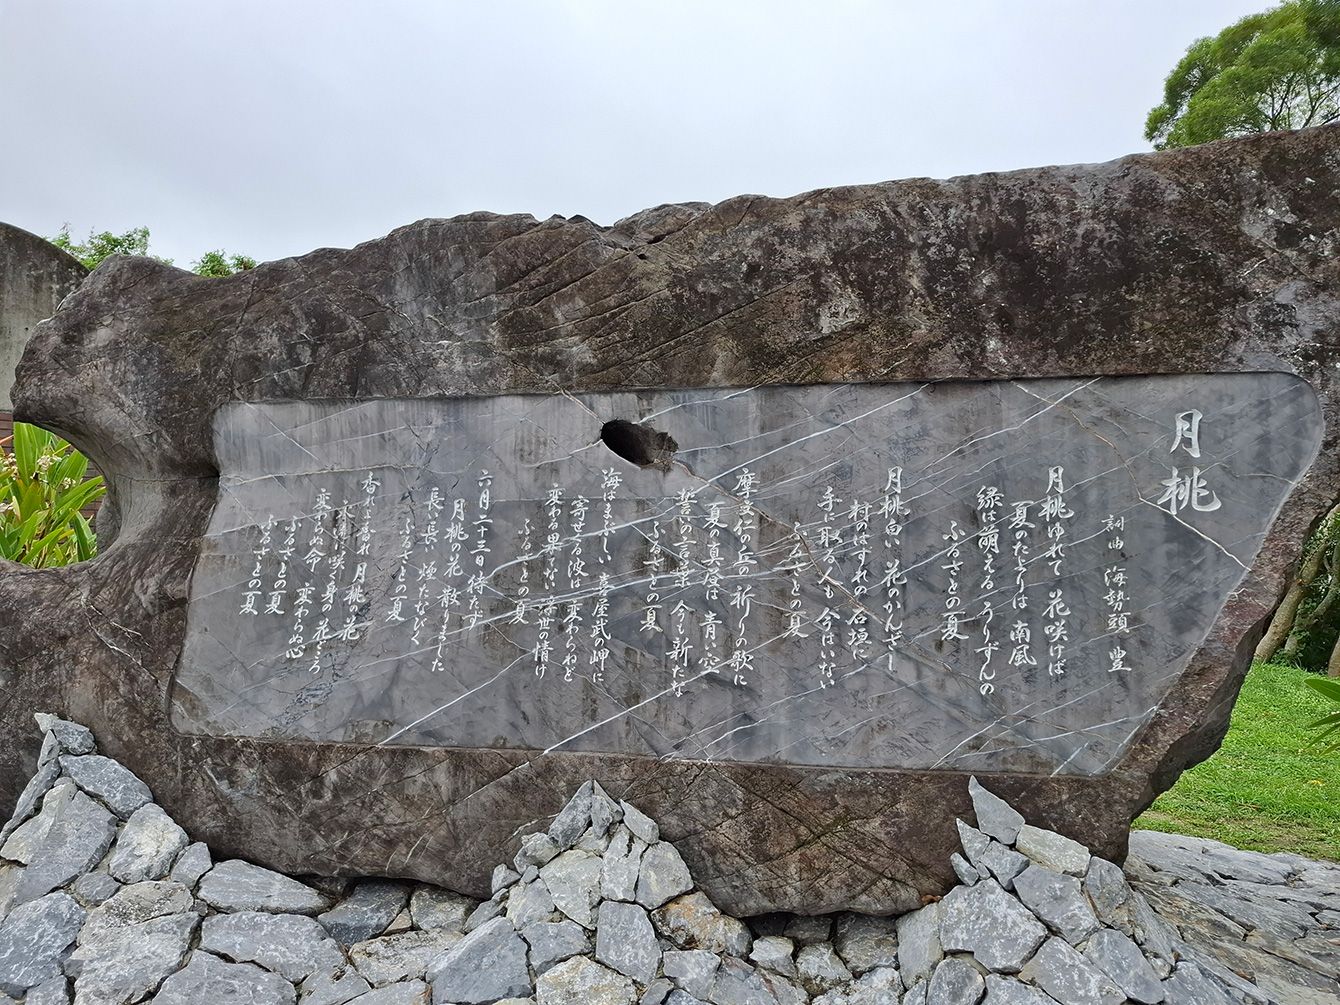 月桃
詞曲 海勢頭 豊
月桃ゆれて 花咲けば
夏のたよりは 南風
緑は萌える うりずんの
ふるさとの夏
月桃白い 花のかんざし
村のはずれの 石垣に
手に取る人も 今はいない
ふるさとの夏
摩文仁の丘の 祈りの歌に
夏の真昼は 青い空
誓いの言葉 今も新たな
ふるさとの夏
海はまぶしい 喜屋武の岬に
寄せくる波は 変わらねど
変わる果てない 浮世の情け
ふるさとの夏
六月二十三日 待たず
月桃の花 散りました
長い長い 煙たなびく
ふるさとの夏
香れよ香れ 月桃の花
永遠に咲く身の 花ごころ
変わらぬ命 変わらぬ心
ふるさとの夏
ふるさとの夏